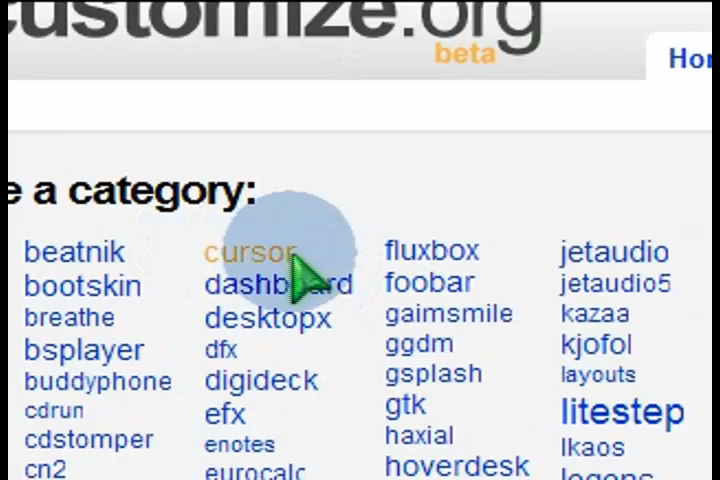 customize.org
beta
Hor
e a category:
beatnik
bootskin
breathe
bsplayer
buddyphone
cdrun
cdstomper
cn2
cursor
dashboard
desktopx
dfx
digideck
efx
enotes
eurocalc
fluxbox
foobar
gaimsmile
ggdm
gsplash
gtk
haxial
hoverdesk
jetaudio
jetaudio5
kazaa
kjofol
layouts
litestep
lkaos